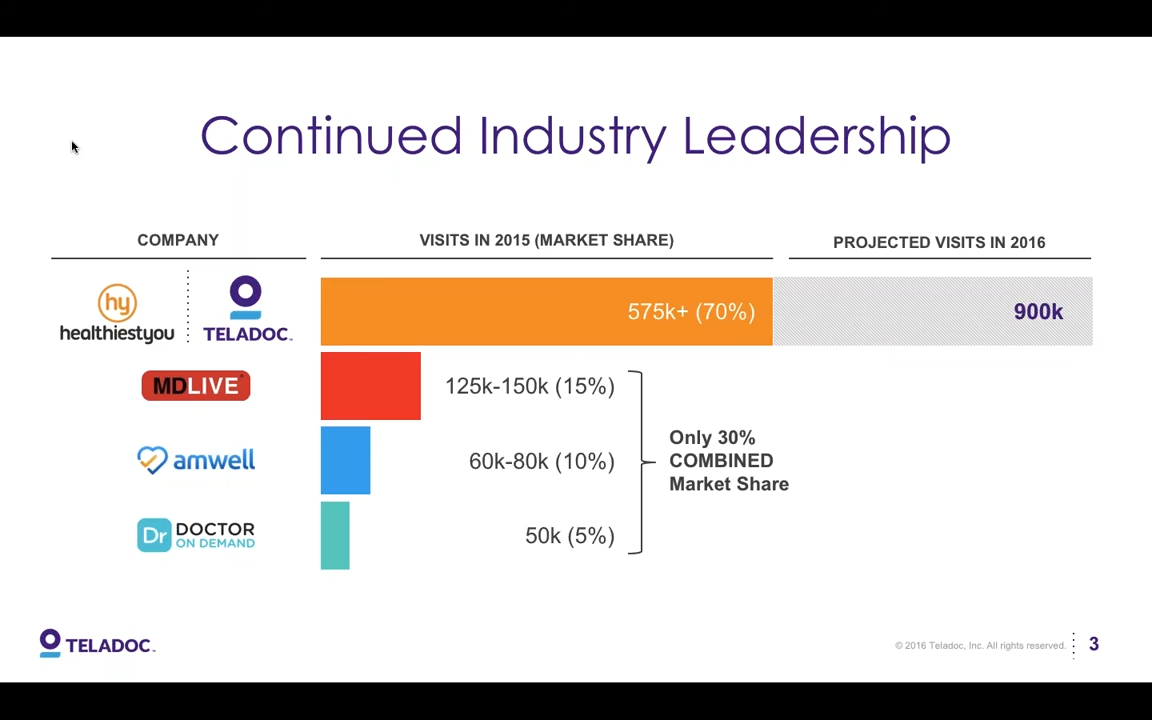 Continued Industry Leadership
COMPANY
VISITS IN 2015 (MARKET SHARE)
PROJECTED VISITS IN 2016
hy
healthiestyou
TELADOC™
575k+ (70%)
900k
MDLIVE
125k-150k (15%)
amwell
60k-80k (10%)
Dr DOCTOR
ON DEMAND
50k (5%)
Only 30%
COMBINED
Market Share
TELADOC™
© 2016 Teladoc, Inc. All rights reserved.
3